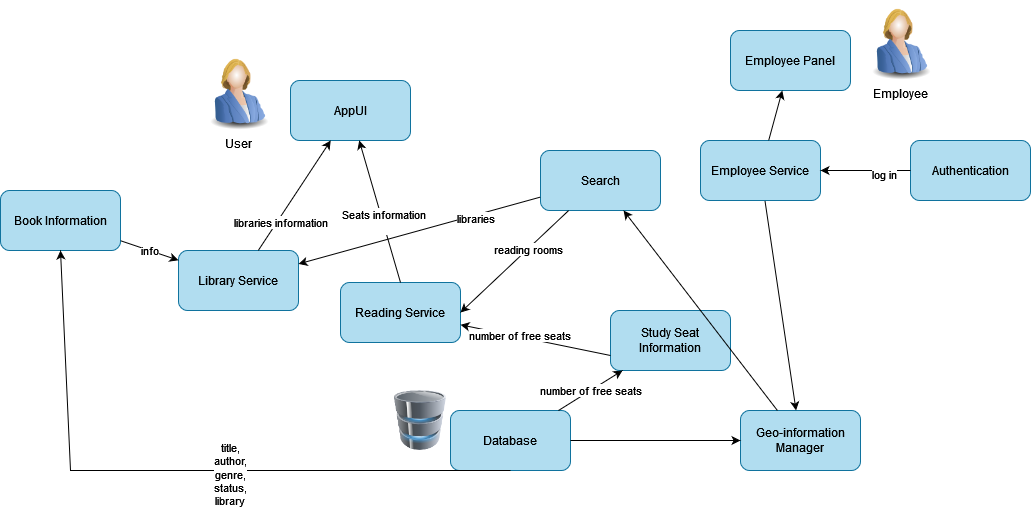 Employee Panel
Employee
User
AppUI
Employee Service
log in
Authentication
Search
Book Information
libraries information
Seats information
libraries
info
reading rooms
Library Service
Reading Service
number of free seats
Study Seat
Information
number of free seats
Database
Geo-information
Manager
title,
author,
genre,
status,
library